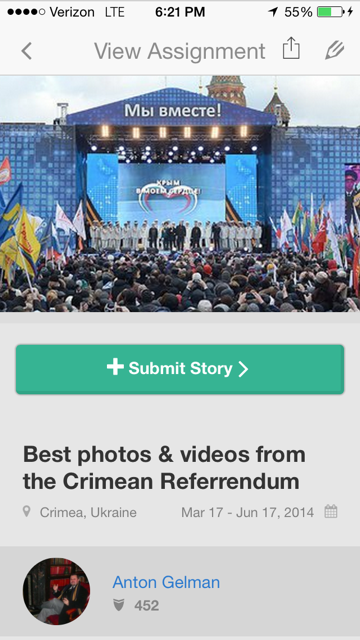 Verizon LTE 6:21 PM 55%
View Assignment
Мы вместе!
КРЫМ
В МОЕМ СЕРДЦЕ!
Submit Story
Best photos & videos from
the Crimean Referrendum
Crimea, Ukraine Mar 17 - Jun 17, 2014
Anton Gelman
452